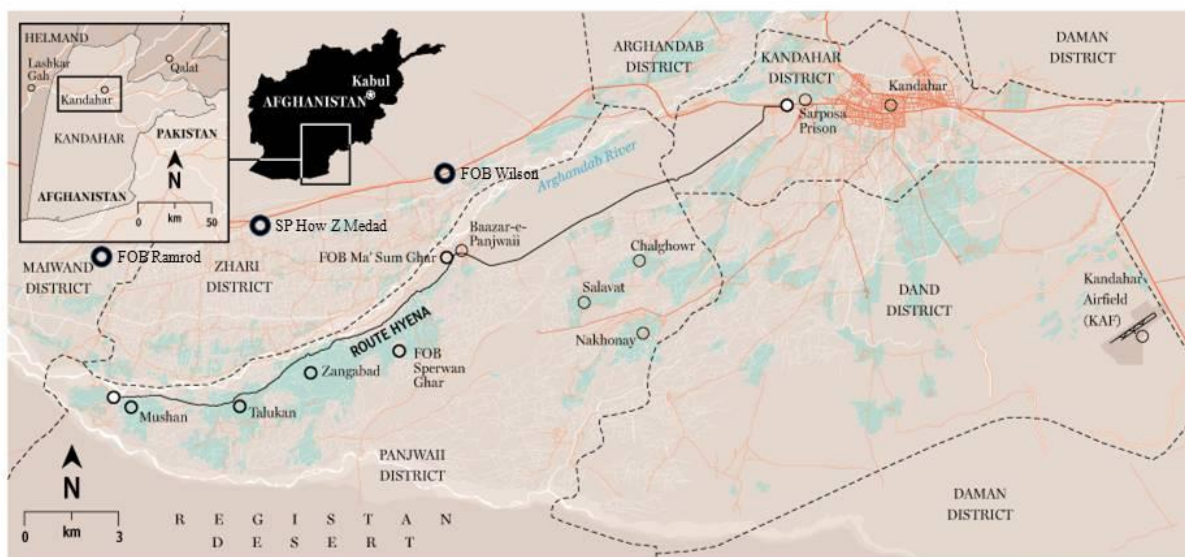 HELMAND
Lashkar
Gah
Qalat
Kandahar
KANDAHAR
PAKISTAN
N
AFGHANISTAN
0 km 50
Kabul
AFGHANISTAN
ARGHANDAB
DISTRICT
KANDAHAR
DISTRICT
DAMAN
DISTRICT
Kandahar
Sarposa
Prison
FOB Wilson
Arghandab River
SP How Z Medad
Baazar-e-
Panjwaii
FOB Ma' Sum Ghar
FOB Ramrod
MAIWAND
DISTRICT
ZHARI
DISTRICT
Chalghowr
Salavat
Nakhonay
DAND
DISTRICT
Kandahar
Airfield
(KAF)
ROUTE HYENA
FOB
Sperwan
Ghar
Zangabad
Mushan
Talukan
PANJWAII
DISTRICT
N
0 km 3
REGISTAN
DESERT
DAMAN
DISTRICT